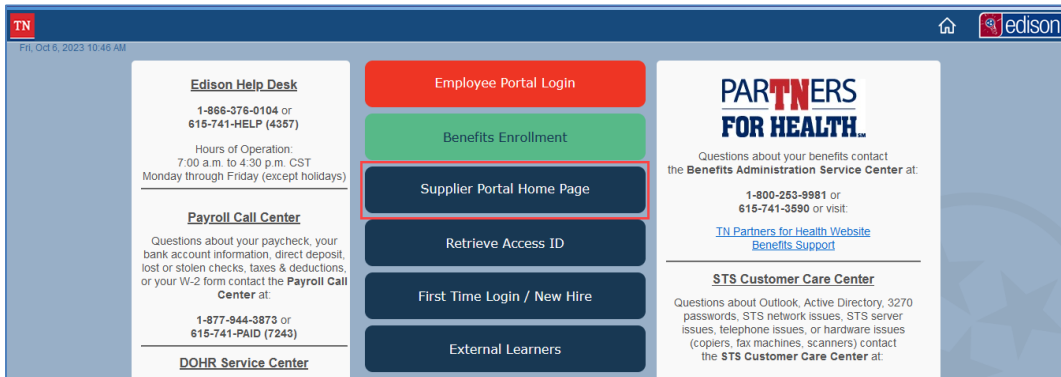 TN
edison
Fri, Oct 6, 2023 10:46 AM
Edison Help Desk
1-866-376-0104 or
615-741-HELP (4357)
Hours of Operation:
7:00 a.m. to 4:30 p.m. CST
Monday through Friday (except holidays)
Payroll Call Center
Questions about your paycheck, your
bank account information, direct deposit,
lost or stolen checks, taxes & deductions,
or your W-2 form contact the Payroll Call
Center at:
1-877-944-3873 or
615-741-PAID (7243)
DOHR Service Center
Employee Portal Login
Benefits Enrollment
Supplier Portal Home Page
Retrieve Access ID
First Time Login / New Hire
External Learners
PARTNERS
FOR HEALTH
Questions about your benefits contact
the Benefits Administration Service Center at:
1-800-253-9981 or
615-741-3590 or visit:
TN Partners for Health Website
Benefits Support
STS Customer Care Center
Questions about Outlook, Active Directory, 3270
passwords, STS network issues, STS server
issues, telephone issues, or hardware issues
(copiers, fax machines, scanners) contact
the STS Customer Care Center at: